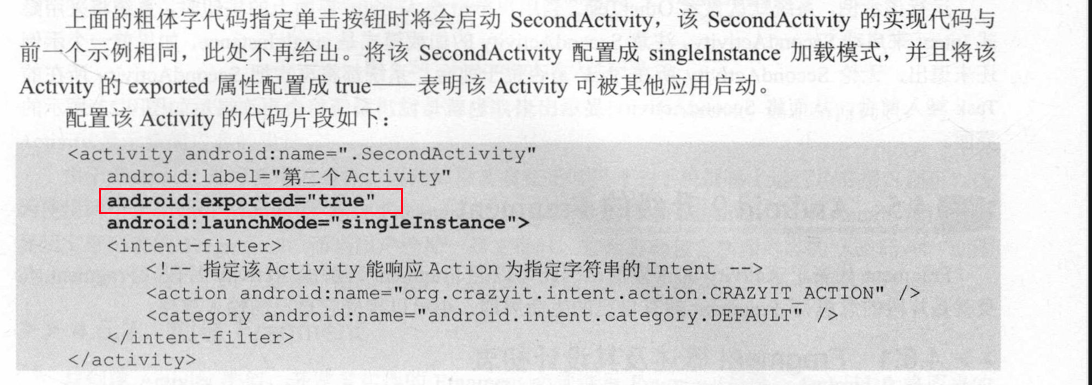 上面的粗体字代码指定单击按钮时将会启动 SecondActivity，该 SecondActivity 的实现代码与
前一个示例相同，此处不再给出。将该 SecondActivity 配置成 singleInstance 加载模式，并且将该
Activity 的 exported 属性配置成 true——表明该 Activity 可被其他应用启动。
配置该 Activity 的代码片段如下：
<activity android:name=".SecondActivity"
android:label="第二个 Activity"
android:exported="true"
android:launchMode="singleInstance">
<intent-filter>
<!-- 指定该 Activity 能响应 Action 为指定字符串的 Intent -->
<action android:name="org.crazyit.intent.action.CRAZYIT_ACTION" />
<category android:name="android.intent.category.DEFAULT" />
</intent-filter>
</activity>